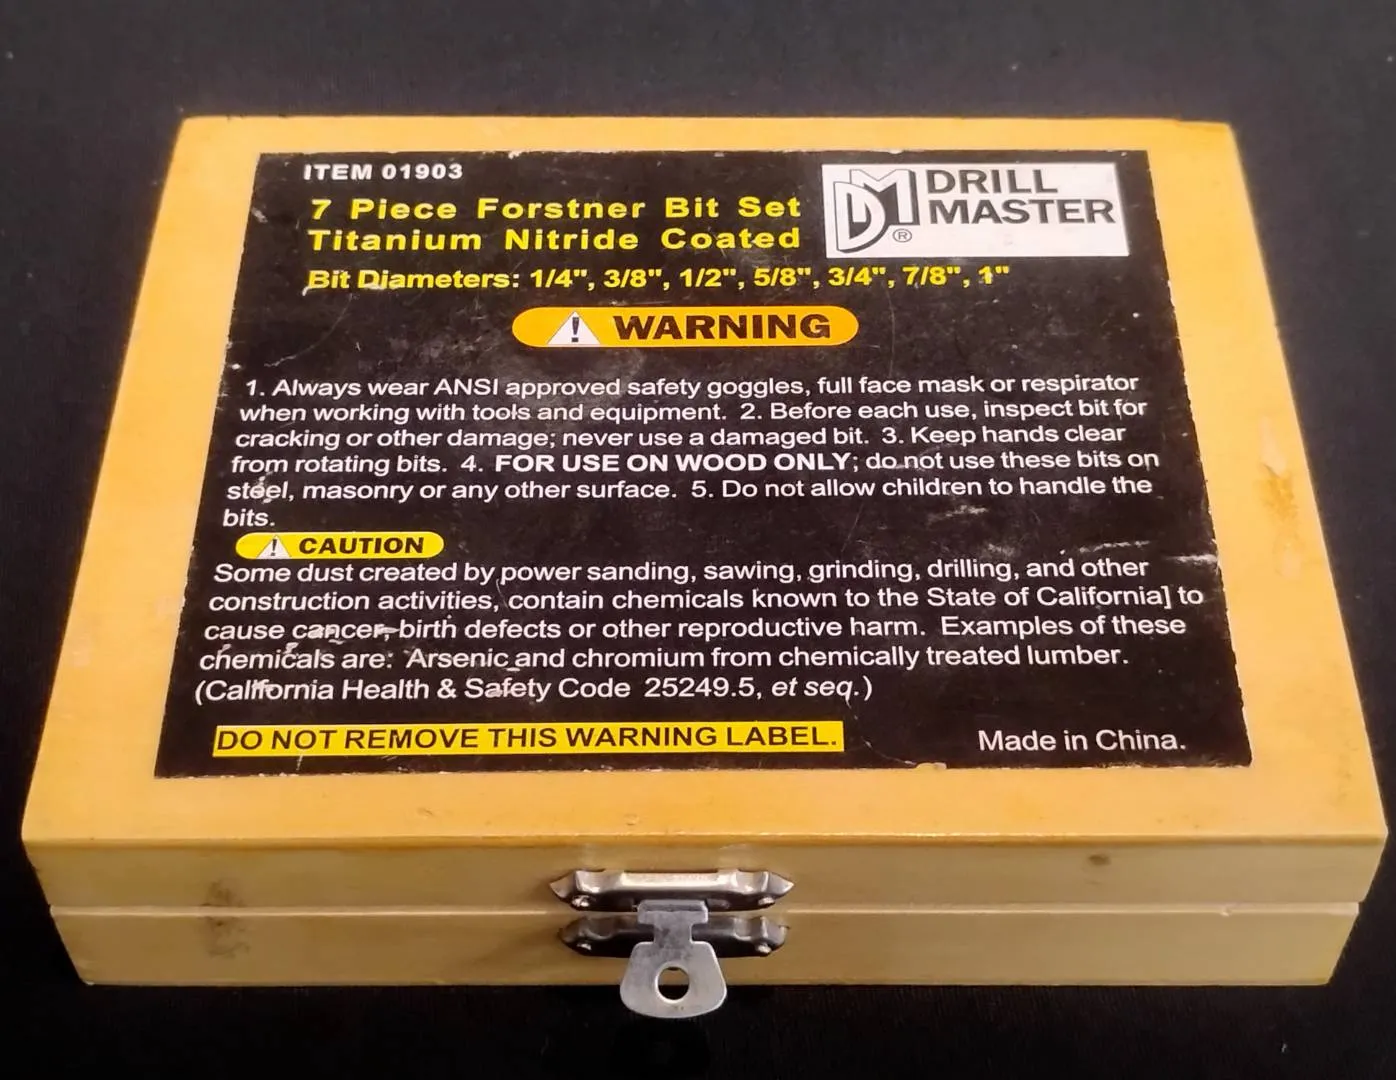 ITEM 01903
DM® DRILL
MASTER
7 Piece Forstner Bit Set
Titanium Nitride Coated
Bit Diameters: 1/4", 3/8", 1/2", 5/8", 3/4", 7/8", 1"
! WARNING
1. Always wear ANSI approved safety goggles, full face mask or respirator
when working with tools and equipment. 2. Before each use, inspect bit for
cracking or other damage; never use a damaged bit. 3. Keep hands clear
from rotating bits. 4. FOR USE ON WOOD ONLY; do not use these bits on
steel, masonry or any other surface. 5. Do not allow children to handle the
bits.
! CAUTION
Some dust created by power sanding, sawing, grinding, drilling, and other
construction activities, contain chemicals known to the State of California] to
cause cancer, birth defects or other reproductive harm. Examples of these
chemicals are: Arsenic and chromium from chemically treated lumber.
(California Health & Safety Code 25249.5, et seq.)
DO NOT REMOVE THIS WARNING LABEL.
Made in China.